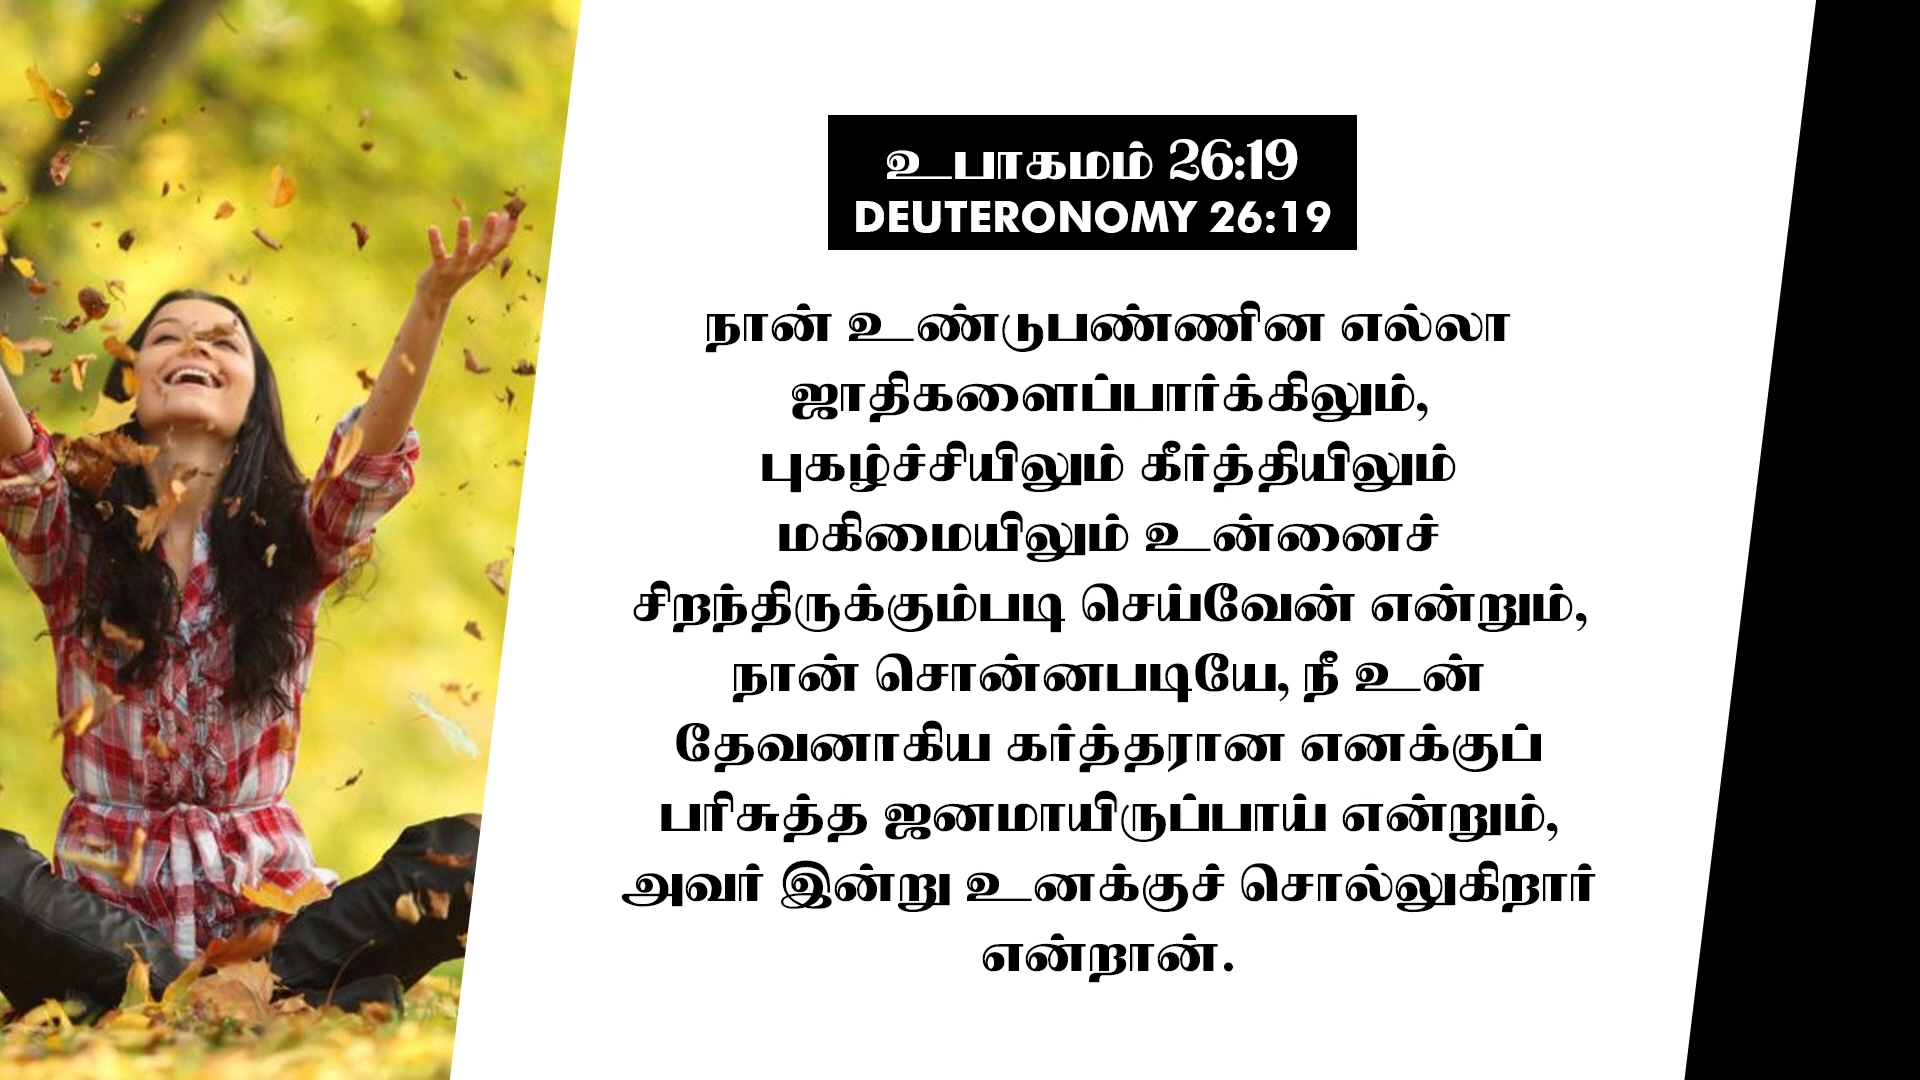 உபாகமம் 26:19
DEUTERONOMY 26:19
நான் உண்டுபண்ணின எல்லா
ஜாதிகளைப்பார்க்கிலும்,
புகழ்ச்சியிலும் கீர்த்தியிலும்
மகிமையிலும் உன்னைச்
சிறந்திருக்கும்படி செய்வேன் என்றும்,
நான் சொன்னபடியே, நீ உன்
தேவனாகிய கர்த்தரான எனக்குப்
பரிசுத்த ஜனமாயிருப்பாய் என்றும்,
அவர் இன்று உனக்குச் சொல்லுகிறார்
என்றான்.